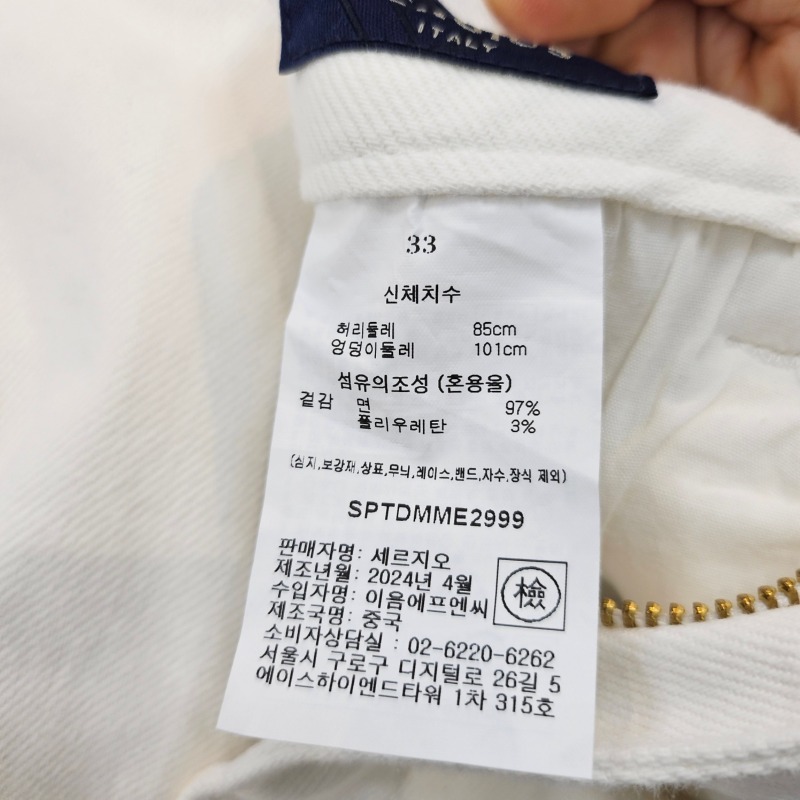 ITALY
33
신체치수
허리둘레 85cm
엉덩이둘레 101cm
섬유의조성 (혼용율)
겉감 면 97%
폴리우레탄 3%
(심지,보강재,상표,무늬,레이스,밴드,자수,장식 제외)
SPTDMME2999
판매자명: 세르지오
제조년월: 2024년 4월
수입자명: 이음에프엔씨
제조국명: 중국
檢
소비자상담실 : 02-6220-6262
서울시 구로구 디지털로 26길 5
에이스하이엔드타워 1차 315호